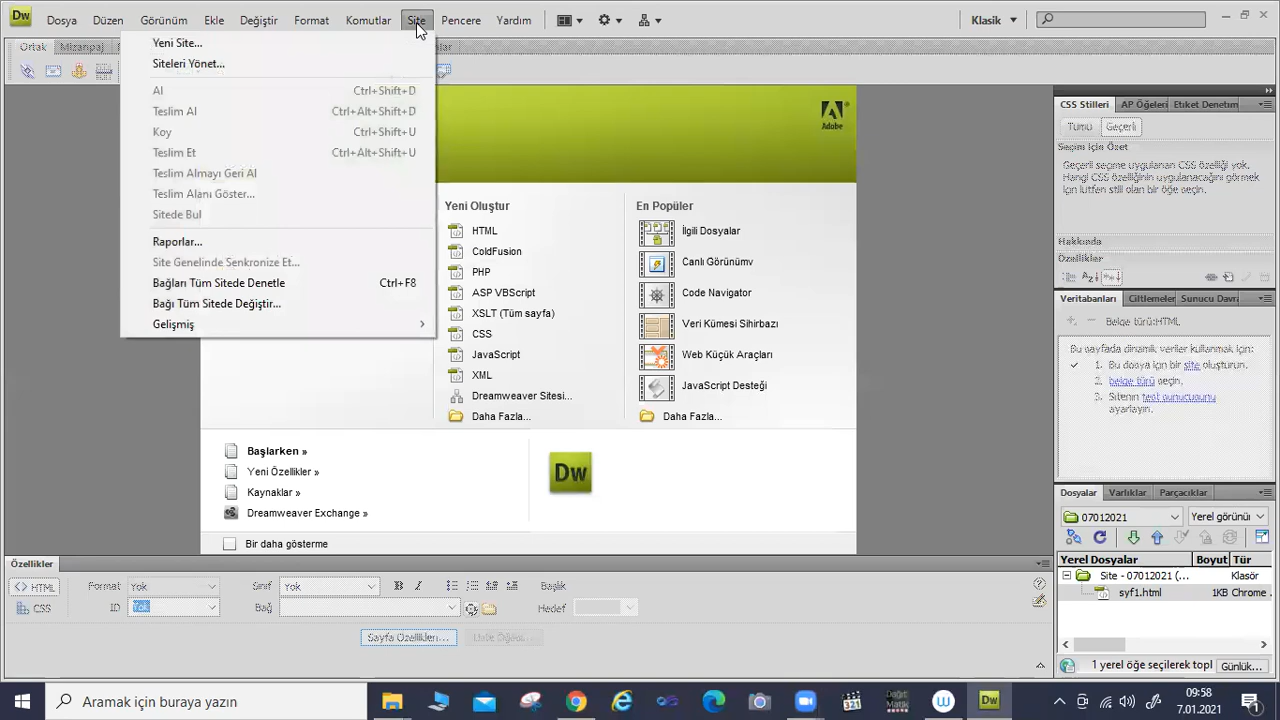 Dw Dosya Düzen Görünüm Ekle Değiştir Format Komutlar Site Pencere Yardım Klasik
Ortak
Yeni Site...
Siteleri Yönet...
Al Ctrl+Shift+D
Teslim Al Ctrl+Alt+Shift+D
Koy Ctrl+Shift+U
Teslim Et Ctrl+Alt+Shift+U
Teslim Almayı Geri Al
Teslim Alanı Göster...
Sitede Bul
Raporlar...
Site Genelinde Senkronize Et...
Bağları Tüm Sitede Denetle Ctrl+F8
Bağı Tüm Sitede Değiştir...
Gelişmiş
Adobe
Yeni Oluştur
HTML
ColdFusion
PHP
ASP VBScript
XSLT (Tüm sayfa)
CSS
JavaScript
XML
Dreamweaver Sitesi...
Daha Fazla...
En Popüler
İlgili Dosyalar
Canlı Görünümv
Code Navigator
Veri Kümesi Sihirbazı
Web Küçük Araçları
JavaScript Desteği
Daha Fazla...
Başlarken »
Yeni Özellikler »
Kaynaklar »
Dreamweaver Exchange »
Dw
Bir daha gösterme
CSS Stilleri AP Öğeleri Etiket Denetim
Tümü Geçerli
Seçim İçin Özet
Geçerli seçime uygulanan CSS özelliği yok.
Hangi CSS özelliğinin uygulanacağını görmek
için lütfen stili olan bir öğe seçin.
Hakkında
Özellikler
Veritabanları Ciltlemeler Sunucu Davra
Belge türü:HTML
Bu sayfada dinamik veriler kullanmak için:
1. Bu dosya için bir site oluşturun.
2. belge türü seçin.
3. Sitenin test sunucusunu
ayarlayın.
Dosyalar Varlıklar Parçacıklar
07012021 Yerel görünü
Yerel Dosyalar Boyut Tür
Site - 07012021 (... Klasör
syf1.html 1KB Chrome
1 yerel öğe seçilerek topl Günlük...
Özellikler
HTML Format Yok Sınıf Yok B I Başlık
CSS ID Yok Bağ Hedef
Sayfa Özellikleri... Liste Öğesi...
Aramak için buraya yazın
321
Değiş
Matik
W
Dw
09:58
7.01.2021
1